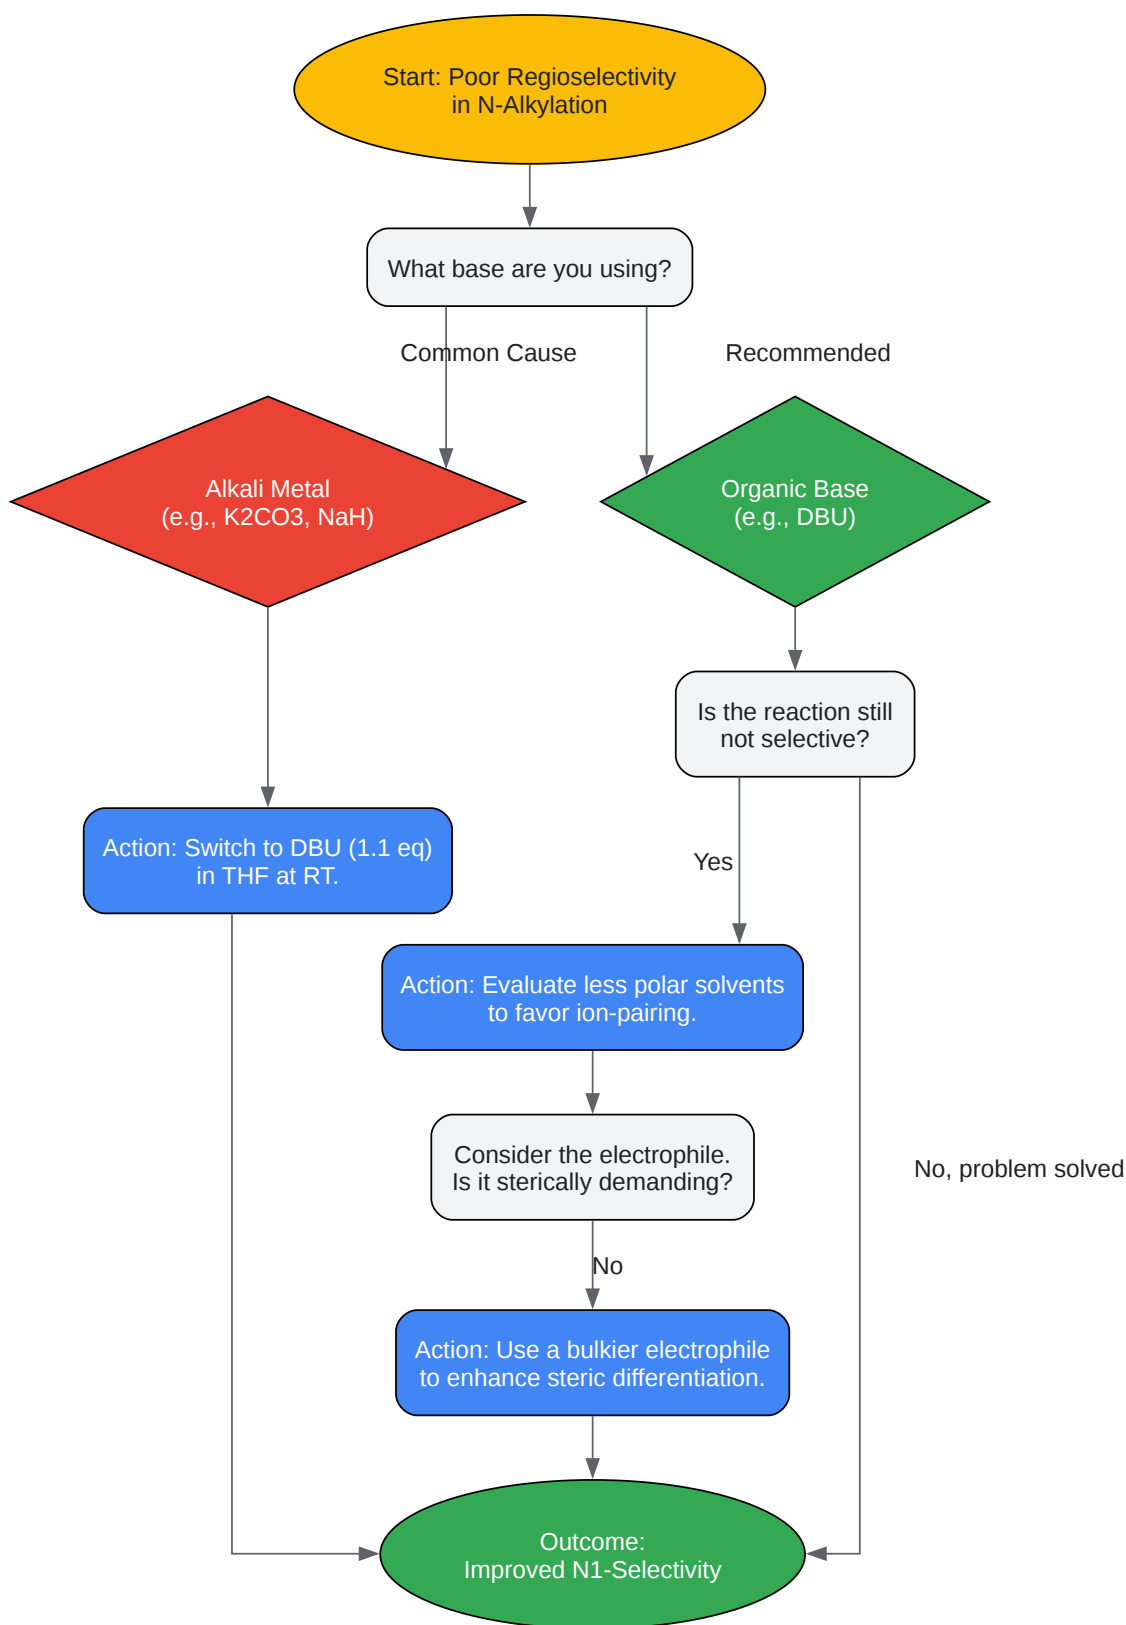 Start: Poor Regioselectivity
in N-Alkylation
What base are you using?
Common Cause
Recommended
Alkali Metal
(e.g., K2CO3, NaH)
Organic Base
(e.g., DBU)
Is the reaction still
not selective?
Action: Switch to DBU (1.1 eq)
in THF at RT.
Yes
Action: Evaluate less polar solvents
to favor ion-pairing.
Consider the electrophile.
Is it sterically demanding?
No, problem solved
No
Action: Use a bulkier electrophile
to enhance steric differentiation.
Outcome:
Improved N1-Selectivity